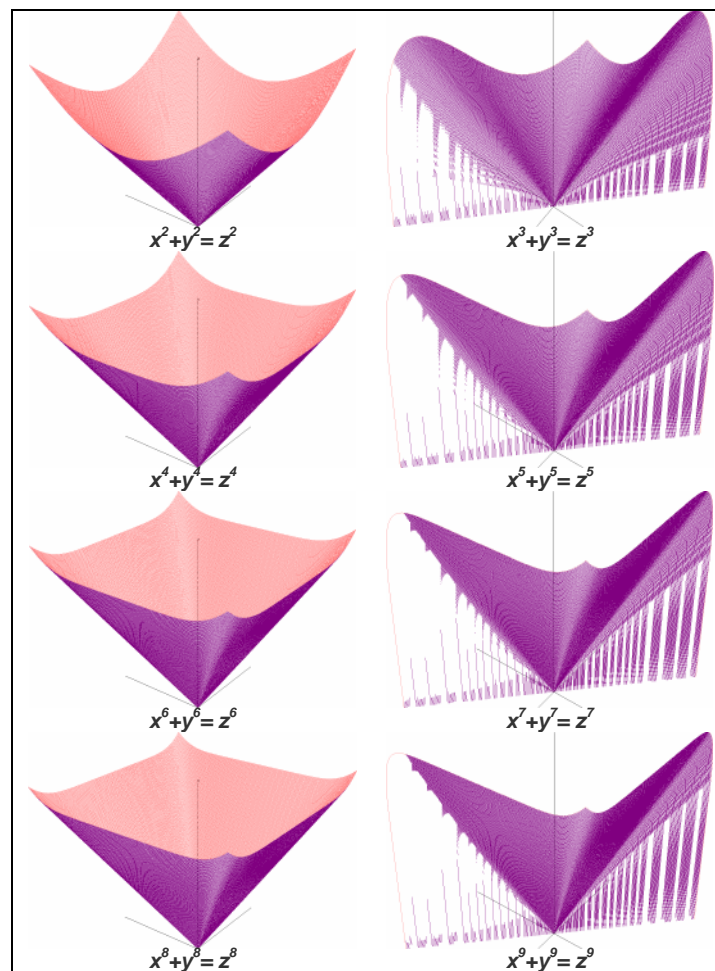 x²+y²= z²
x³+y³= z³
x⁴+y⁴= z⁴
x⁵+y⁵= z⁵
x⁶+y⁶= z⁶
x⁷+y⁷= z⁷
x⁸+y⁸= z⁸
x⁹+y⁹= z⁹